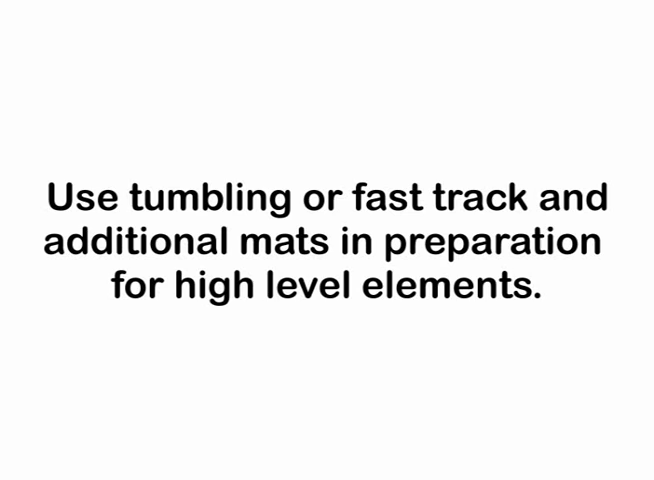 Use tumbling or fast track and
additional mats in preparation
for high level elements.